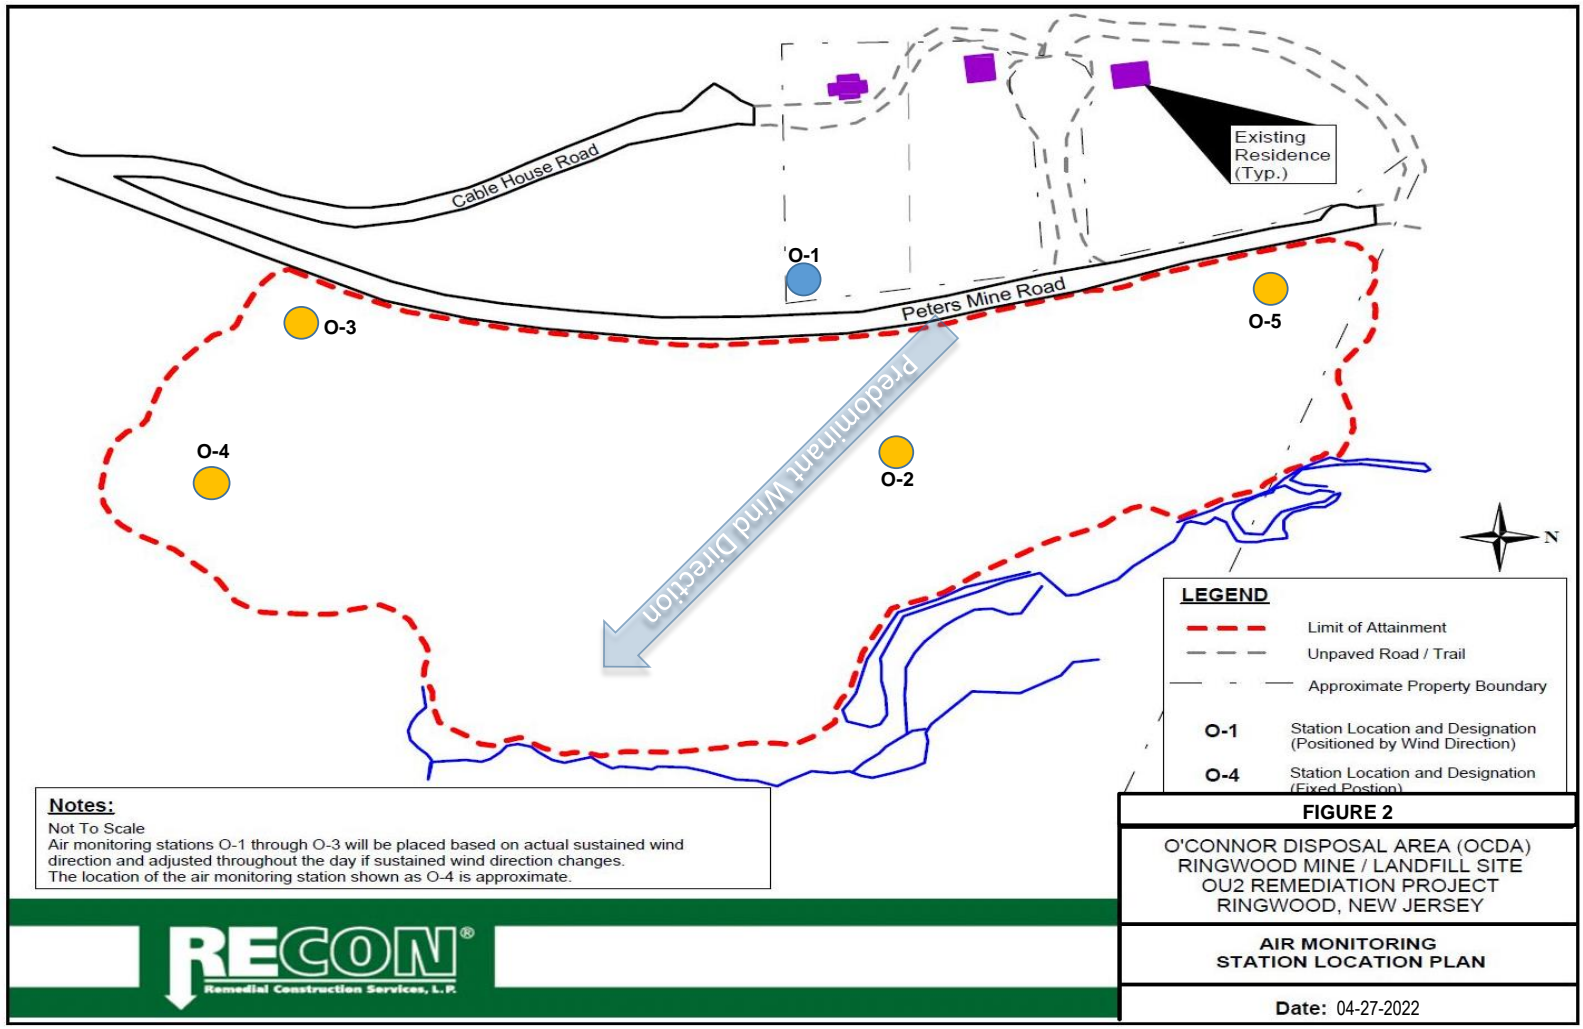 Existing
Residence
(Typ.)
Cable House Road
O-1
Peters Mine Road
O-3
O-5
Predominant Wind Direction
O-4
O-2
N
LEGEND
Limit of Attainment
Unpaved Road / Trail
Approximate Property Boundary
O-1 Station Location and Designation
(Positioned by Wind Direction)
O-4 Station Location and Designation
(Fixed Postion)
Notes:
Not To Scale
Air monitoring stations O-1 through O-3 will be placed based on actual sustained wind
direction and adjusted throughout the day if sustained wind direction changes.
The location of the air monitoring station shown as O-4 is approximate.
FIGURE 2
O'CONNOR DISPOSAL AREA (OCDA)
RINGWOOD MINE / LANDFILL SITE
OU2 REMEDIATION PROJECT
RINGWOOD, NEW JERSEY
AIR MONITORING
STATION LOCATION PLAN
Date: 04-27-2022
RECON®
Remedial Construction Services, L.P.